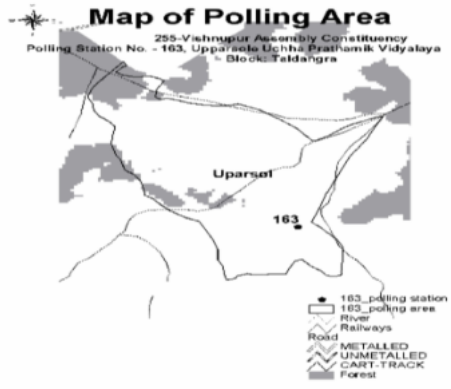 Map of Polling Area
255-Vishnupur Assembly Constituency
Polling Station No. - 163, Upparsole Uchha Prathamik Vidyalaya
Block: Taldangra
Uparsol
163
163_polling station
163_polling area
River
Railways
Road
METALLED
UNMETALLED
CART-TRACK
Forest